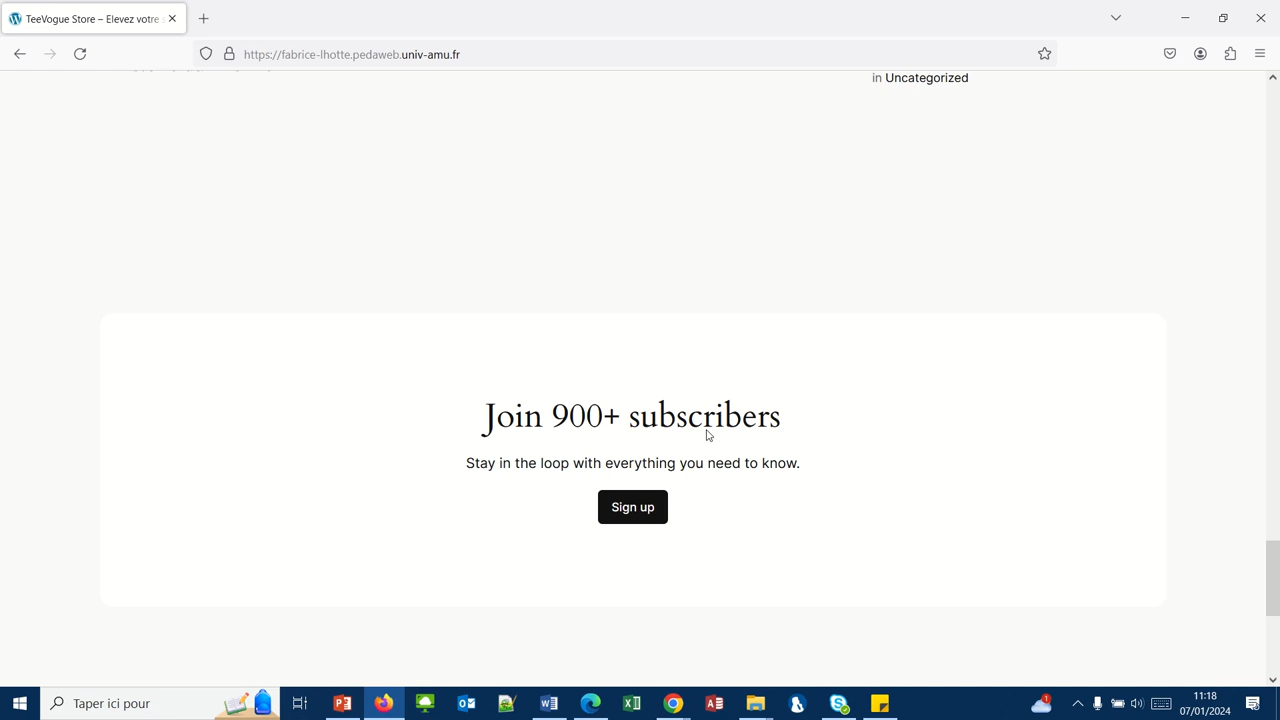 TeeVogue Store – Elevez votre
https://fabrice-lhotte.pedaweb.univ-amu.fr
in Uncategorized
Join 900+ subscribers
Stay in the loop with everything you need to know.
Sign up
Taper ici pour
11:18
07/01/2024